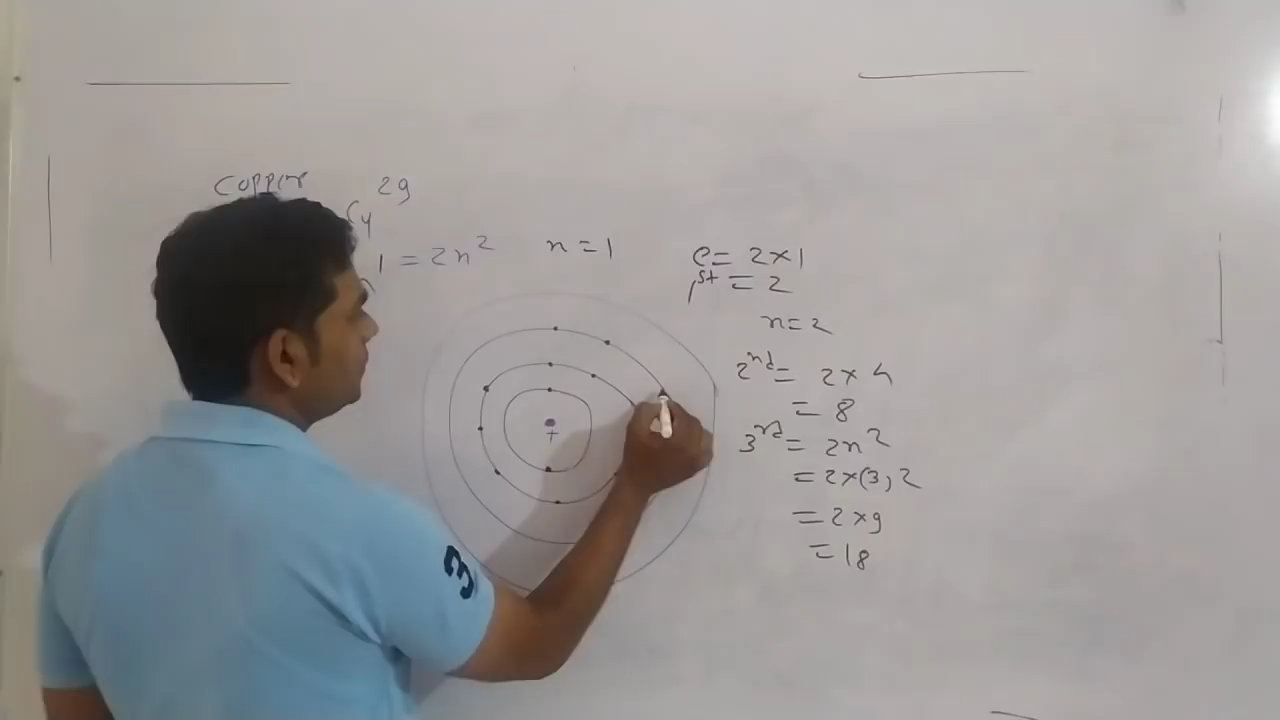 Copper 29
Cu
= 2n²
n = 1
e = 2×1
1st = 2
n = 2
2nd = 2×4
= 8
3rd = 2n²
= 2×(3)2
= 2×9
= 18
+
3